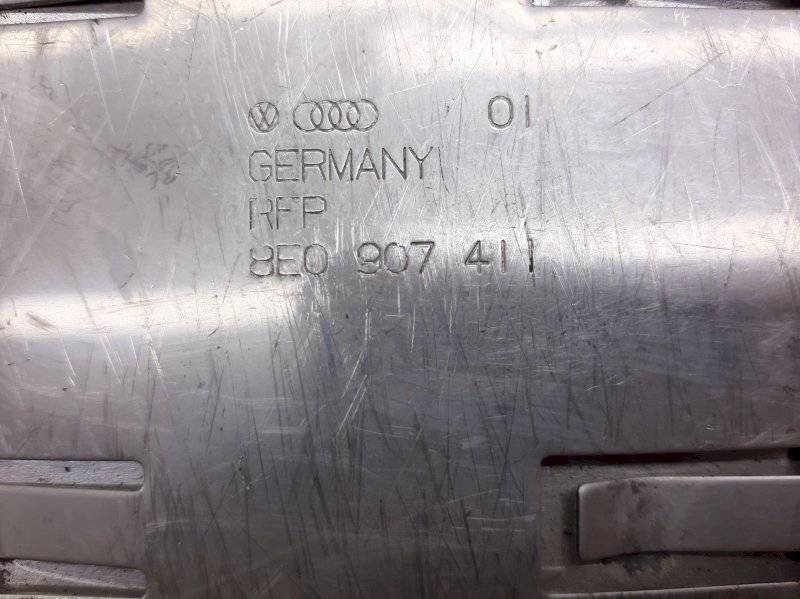 01
GERMANY
RFP
8E0 907 411